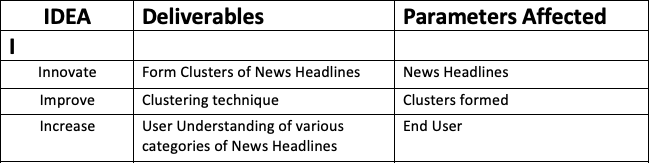 IDEA Deliverables Parameters Affected
I
Innovate Form Clusters of News Headlines News Headlines
Improve Clustering technique Clusters formed
Increase User Understanding of various End User
categories of News Headlines